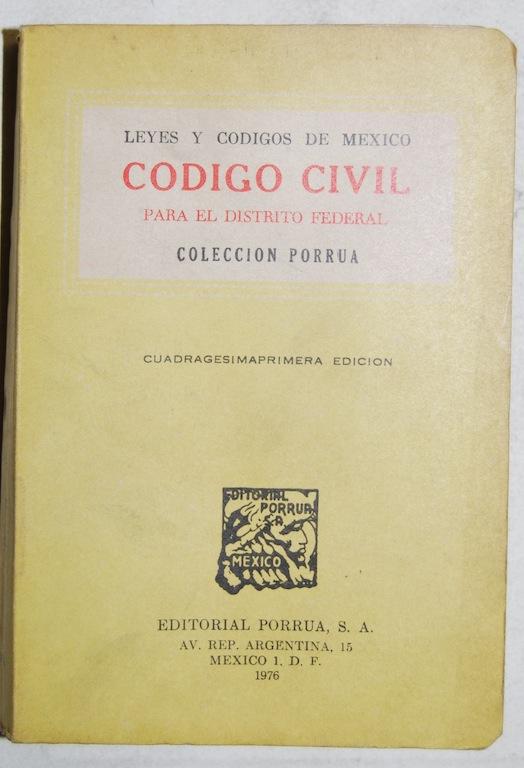 LEYES Y CODIGOS DE MEXICO
CODIGO CIVIL
PARA EL DISTRITO FEDERAL
COLECCION PORRUA
CUADRAGESIMAPRIMERA EDICION
EDITORIAL
PORRUA
S.A.
MEXICO
EDITORIAL PORRUA, S. A.
AV. REP. ARGENTINA, 15
MEXICO 1, D. F.
1976